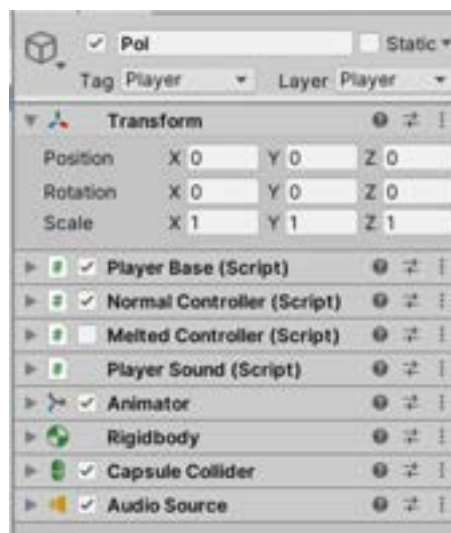 Pol Static
Tag Player Layer Player
Transform
Position X 0 Y 0 Z 0
Rotation X 0 Y 0 Z 0
Scale X 1 Y 1 Z 1
# Player Base (Script)
# Normal Controller (Script)
# Melted Controller (Script)
# Player Sound (Script)
Animator
Rigidbody
Capsule Collider
Audio Source